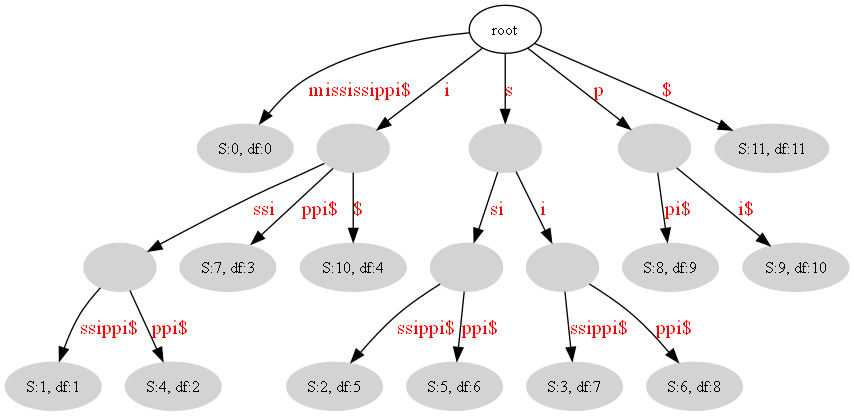 root
mississippi$ i s p $
S:0, df:0 S:11, df:11
ssi ppi$ $ si i pi$ i$
S:7, df:3 S:10, df:4 S:8, df:9 S:9, df:10
ssippi$ ppi$ ssippi$ ppi$ ssippi$ ppi$
S:1, df:1 S:4, df:2 S:2, df:5 S:5, df:6 S:3, df:7 S:6, df:8